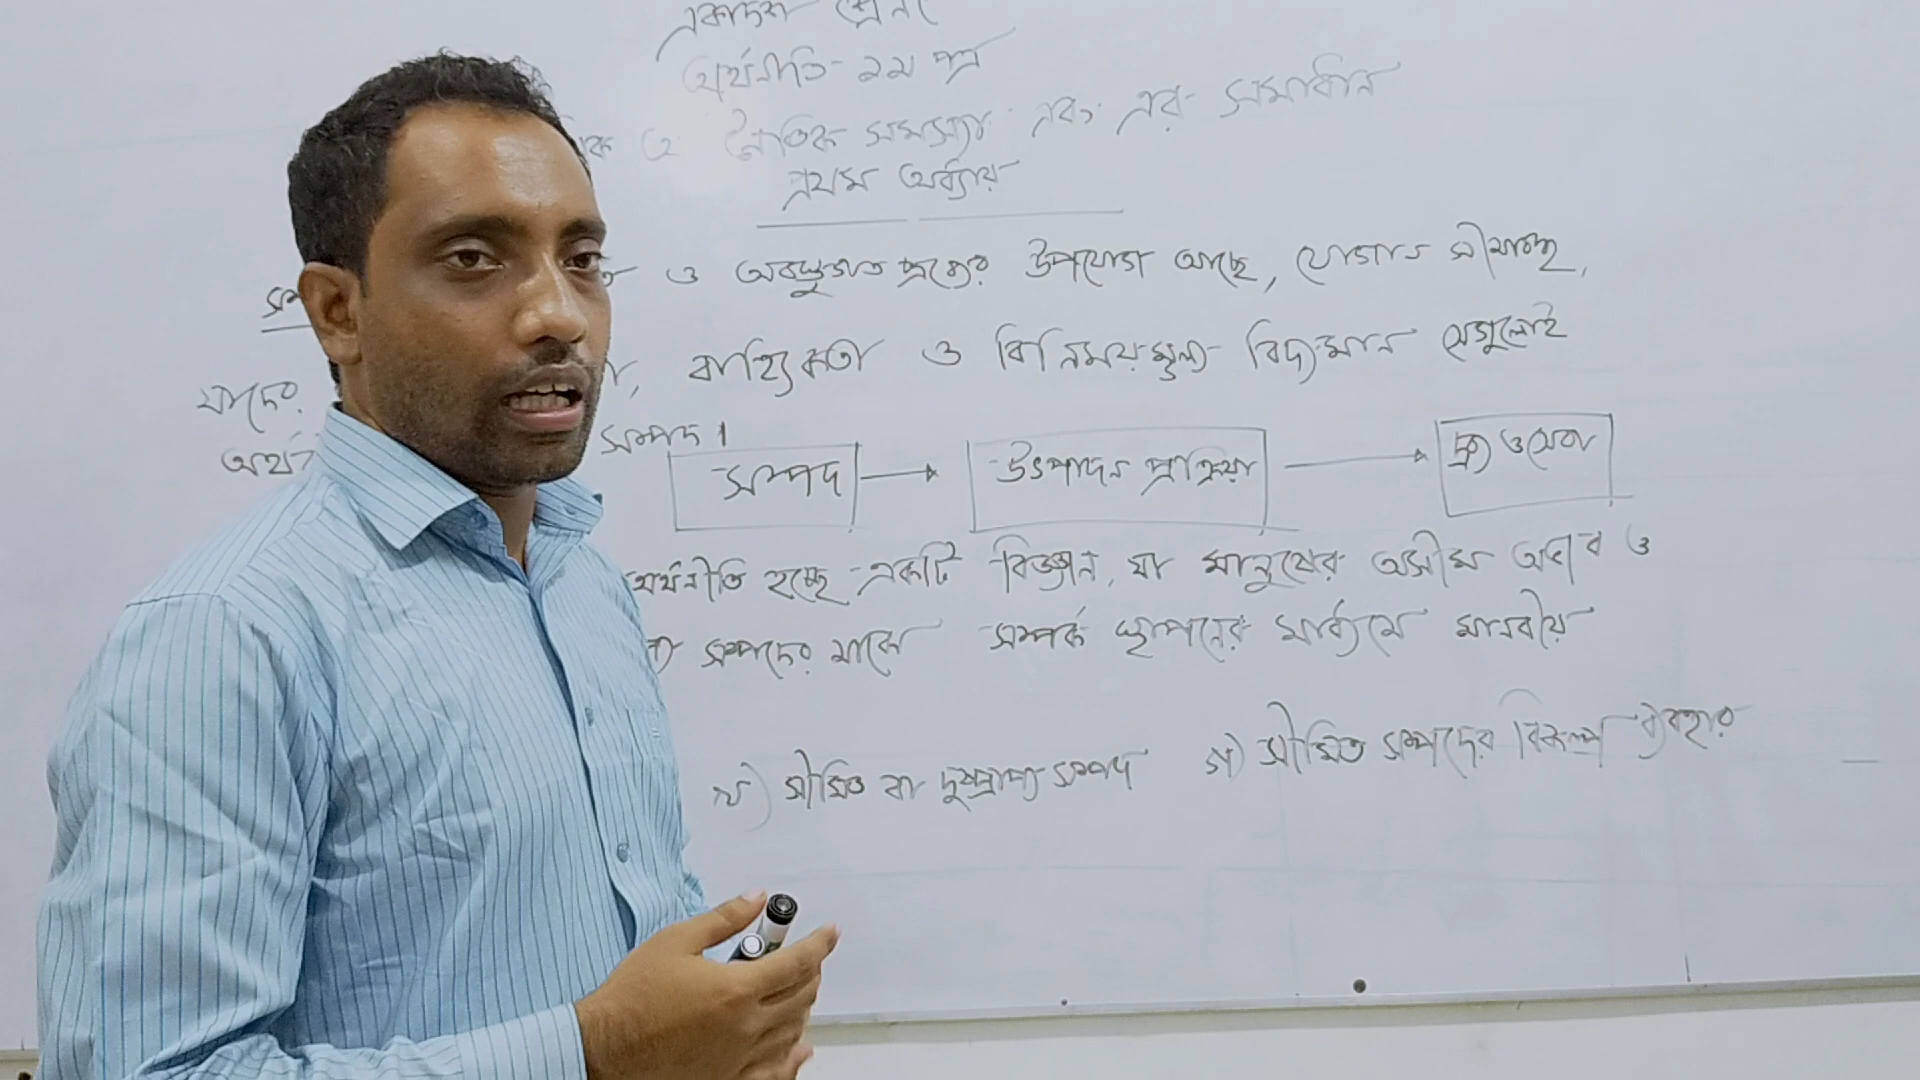 একাদশ শ্রেণি
অর্থনীতি - ১ম পত্র
নৈতিক সমস্যা এবং এর সমাধান
প্রথম অধ্যায়
ও অবস্তুগত দ্রব্যের উপযোগ আছে, যোগান সীমাবদ্ধ,
যাদের , বাহ্যিকতা ও বিনিময়মূল্য বিদ্যমান সেগুলোই
সম্পদ।
সম্পদ → উৎপাদন প্রক্রিয়া → দ্রব্য ও সেবা
অর্থনীতি হচ্ছে একটি বিজ্ঞান, যা মানুষের অসীম অভাব ও
সম্পদের মাঝে সম্পর্ক স্থাপনের মাধ্যমে মানবীয়
খ) সীমিত বা দুষ্প্রাপ্য সম্পদ গ) সীমিত সম্পদের বিকল্প ব্যবহার